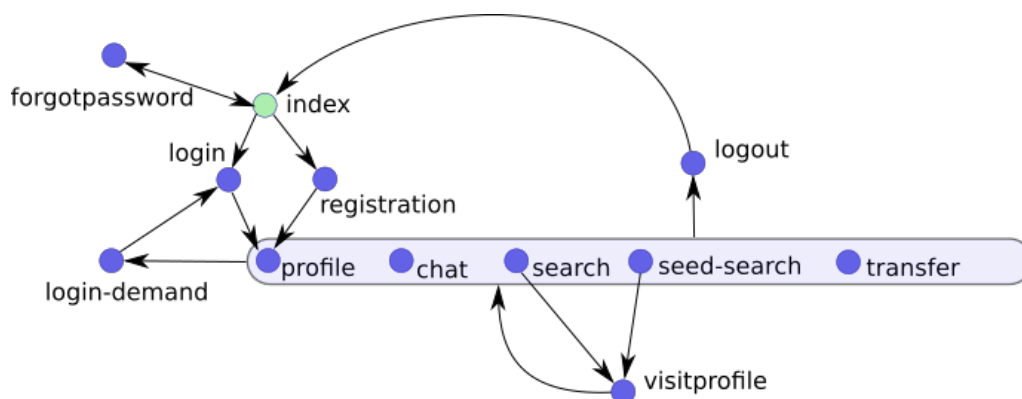 forgotpassword
index
login
logout
registration
profile
chat
search
seed-search
transfer
login-demand
visitprofile